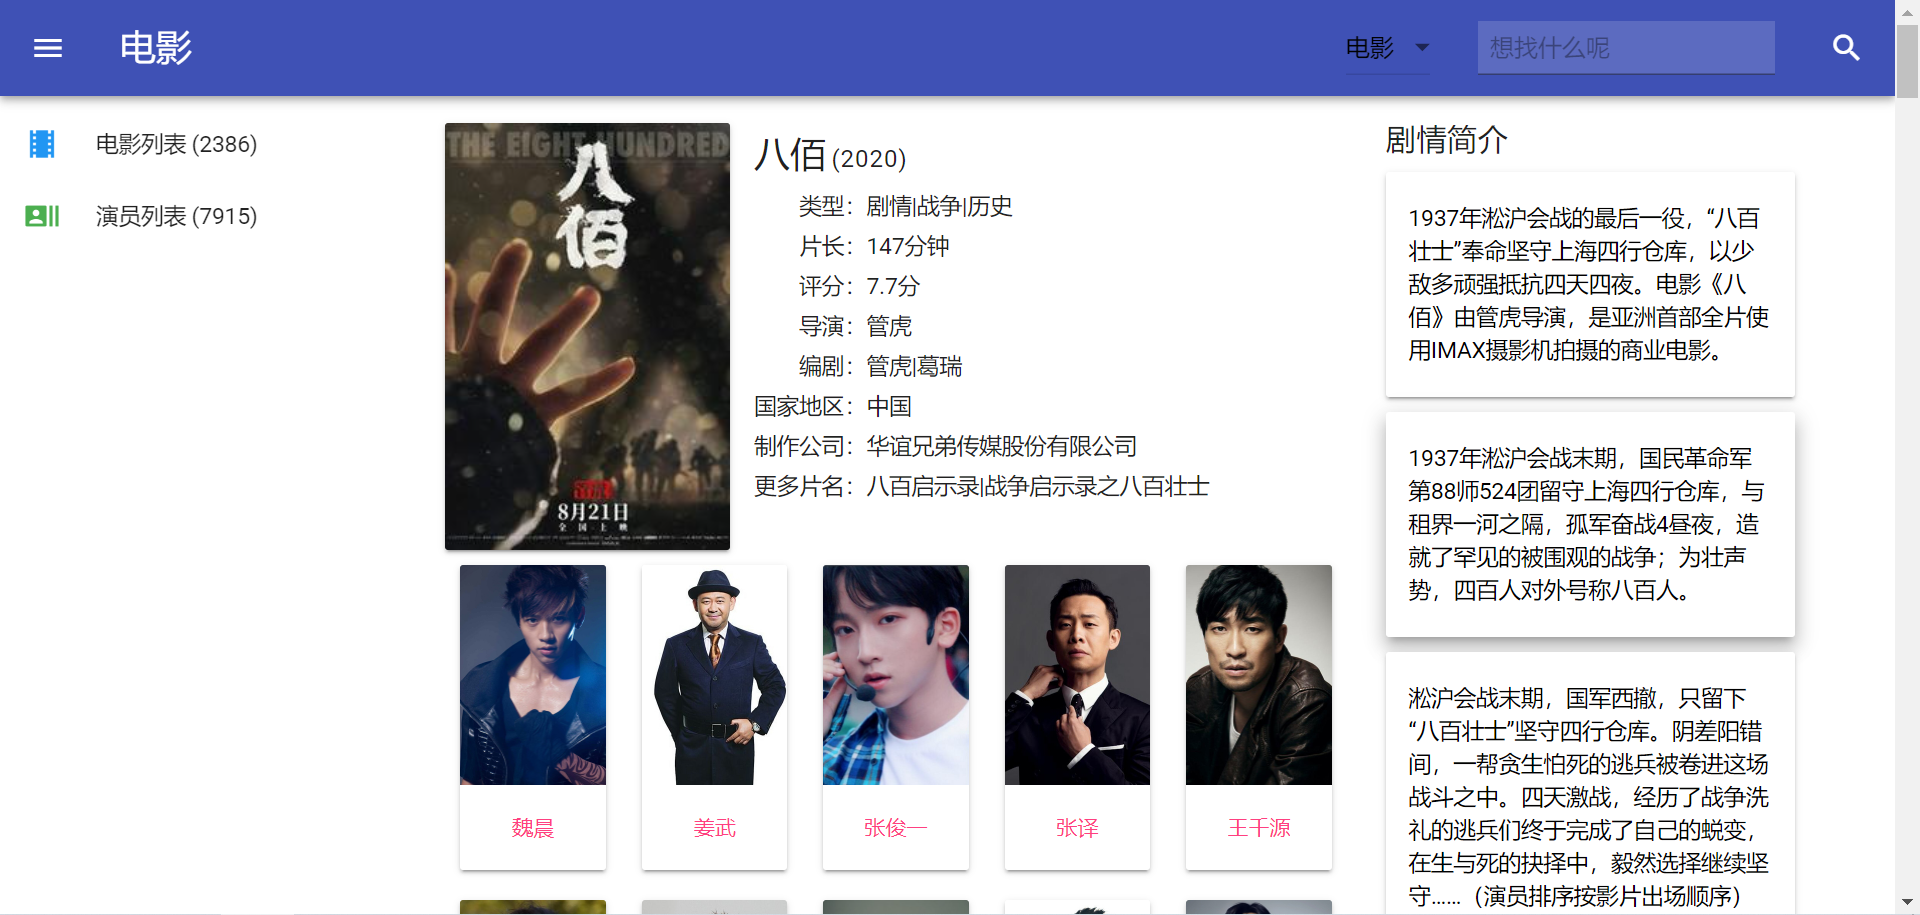 电影
电影
想找什么呢
电影列表 (2386)
演员列表 (7915)
THE EIGHT HUNDRED
八佰
8月21日
全国上映
八佰 (2020)
类型：剧情|战争|历史
片长：147分钟
评分：7.7分
导演：管虎
编剧：管虎|葛瑞
国家地区：中国
制作公司：华谊兄弟传媒股份有限公司
更多片名：八百启示录|战争启示录之八百壮士
魏晨
姜武
张俊一
张译
王千源
剧情简介
1937年淞沪会战的最后一役，“八百
壮士”奉命坚守上海四行仓库，以少
敌多顽强抵抗四天四夜。电影《八
佰》由管虎导演，是亚洲首部全片使
用IMAX摄影机拍摄的商业电影。
1937年淞沪会战末期，国民革命军
第88师524团留守上海四行仓库，与
租界一河之隔，孤军奋战4昼夜，造
就了罕见的被围观的战争；为壮声
势，四百人对外号称八百人。
淞沪会战末期，国军西撤，只留下
“八百壮士”坚守四行仓库。阴差阳错
间，一帮贪生怕死的逃兵被卷进这场
战斗之中。四天激战，经历了战争洗
礼的逃兵们终于完成了自己的蜕变，
在生与死的抉择中，毅然选择继续坚
守……（演员排序按影片出场顺序）